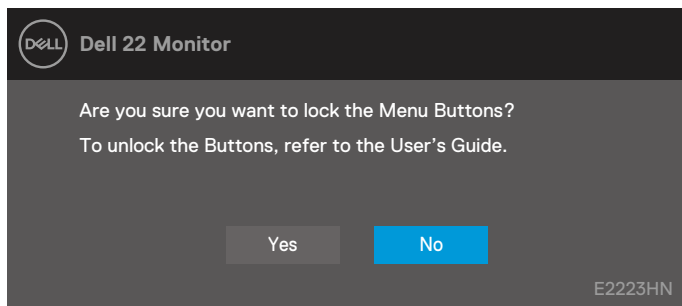 DELL
Dell 22 Monitor
Are you sure you want to lock the Menu Buttons?
To unlock the Buttons, refer to the User’s Guide.
Yes No
E2223HN